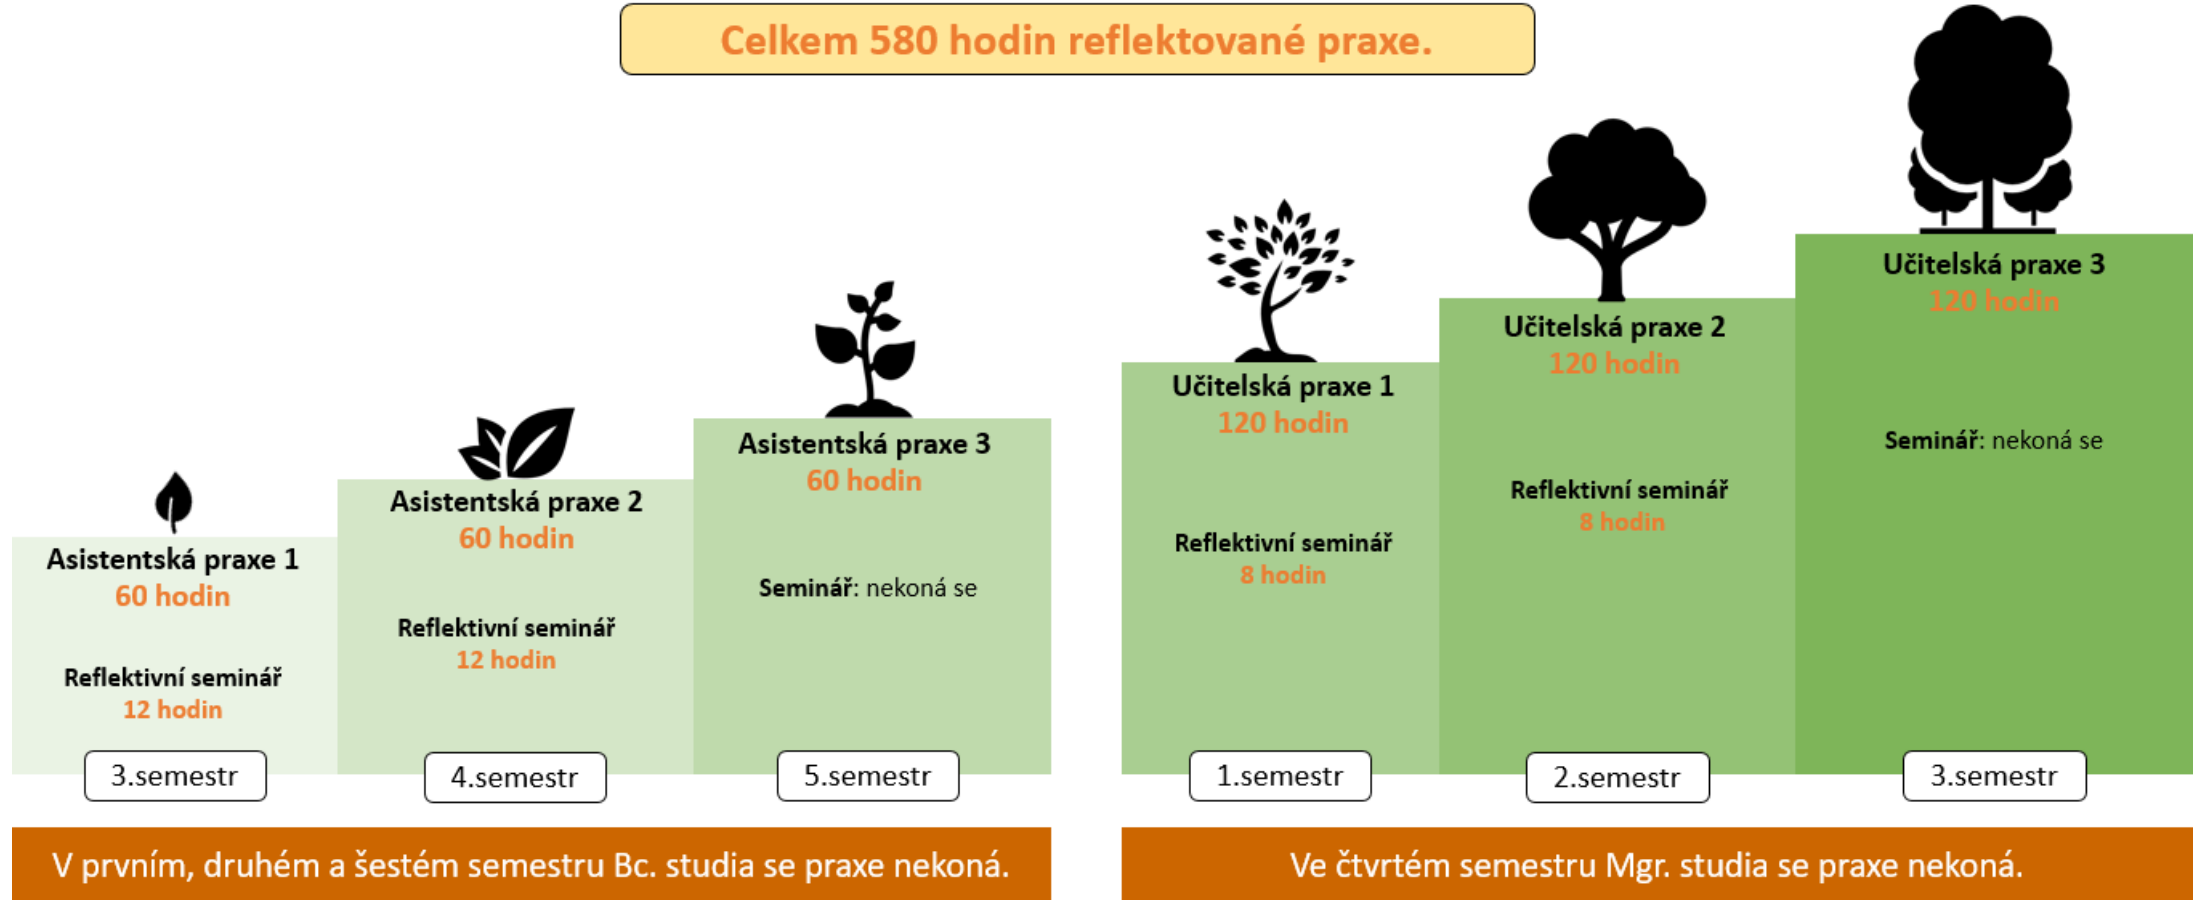 Celkem 580 hodin reflektované praxe.
Asistentská praxe 1
60 hodin
Reflektivní seminář
12 hodin
3.semestr
Asistentská praxe 2
60 hodin
Reflektivní seminář
12 hodin
4.semestr
Asistentská praxe 3
60 hodin
Seminář: nekoná se
5.semestr
V prvním, druhém a šestém semestru Bc. studia se praxe nekoná.
Učitelská praxe 1
120 hodin
Reflektivní seminář
8 hodin
1.semestr
Učitelská praxe 2
120 hodin
Reflektivní seminář
8 hodin
2.semestr
Učitelská praxe 3
120 hodin
Seminář: nekoná se
3.semestr
Ve čtvrtém semestru Mgr. studia se praxe nekoná.